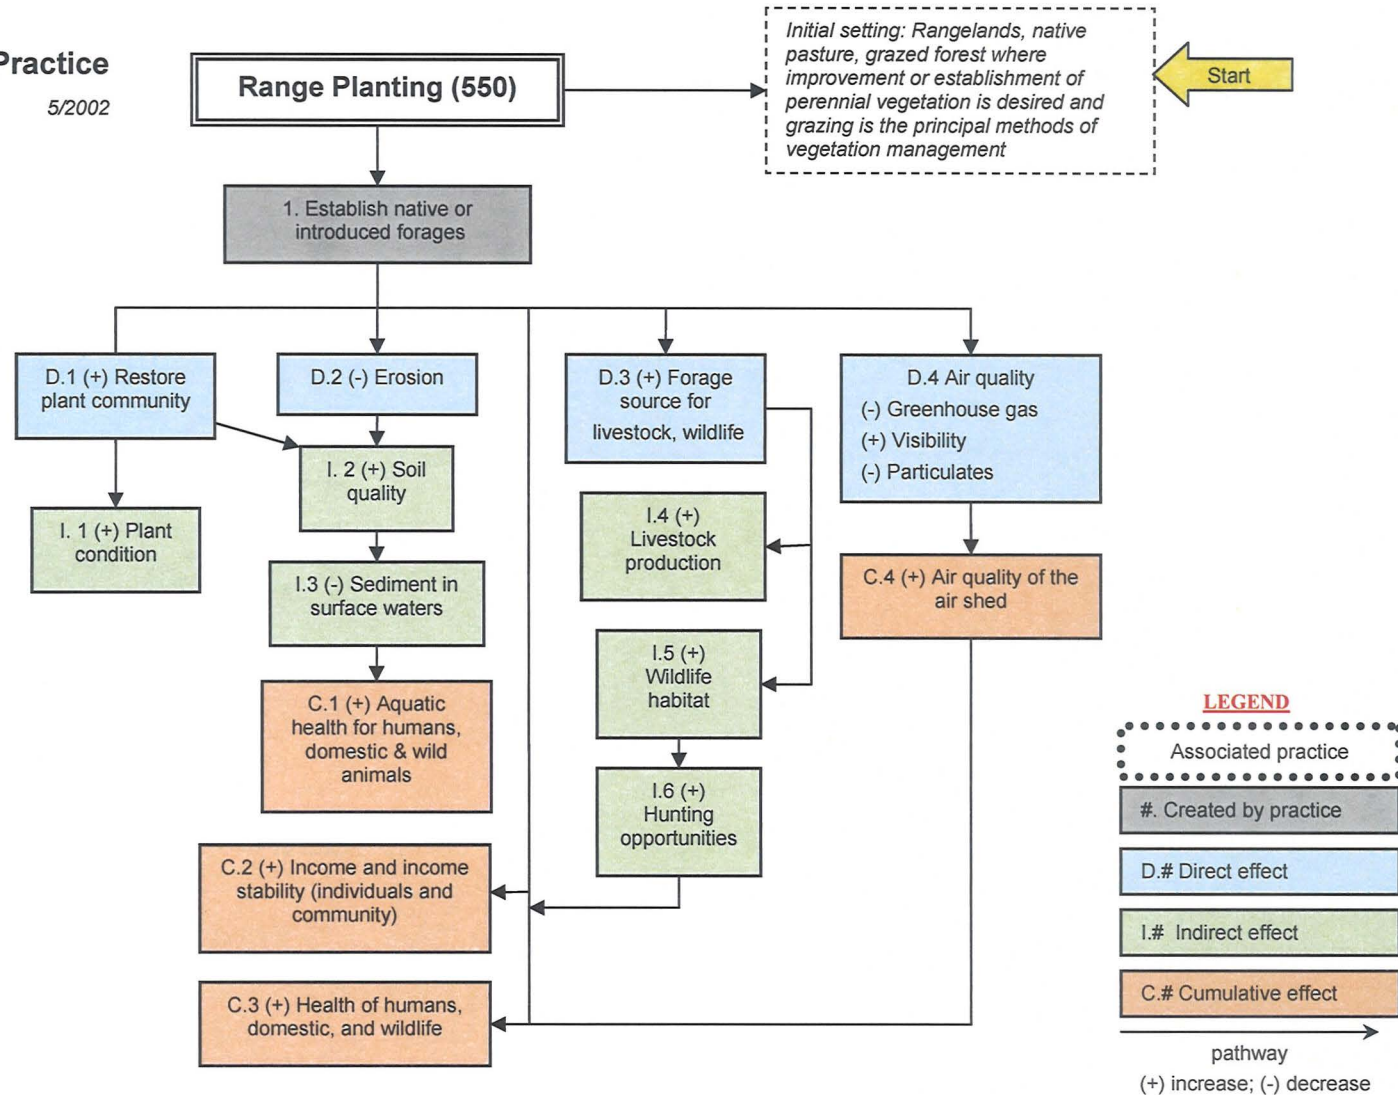 Practice
5/2002
Range Planting (550)
Initial setting: Rangelands, native
pasture, grazed forest where
improvement or establishment of
perennial vegetation is desired and
grazing is the principal methods of
vegetation management
Start
1. Establish native or
introduced forages
D.1 (+) Restore
plant community
D.2 (-) Erosion
D.3 (+) Forage
source for
livestock, wildlife
D.4 Air quality
(-) Greenhouse gas
(+) Visibility
(-) Particulates
I. 1 (+) Plant
condition
I. 2 (+) Soil
quality
I.3 (-) Sediment in
surface waters
I.4 (+)
Livestock
production
C.4 (+) Air quality of the
air shed
I.5 (+)
Wildlife
habitat
C.1 (+) Aquatic
health for humans,
domestic & wild
animals
I.6 (+)
Hunting
opportunities
C.2 (+) Income and income
stability (individuals and
community)
C.3 (+) Health of humans,
domestic, and wildlife
LEGEND
Associated practice
#. Created by practice
D.# Direct effect
I.# Indirect effect
C.# Cumulative effect
pathway
(+) increase; (-) decrease